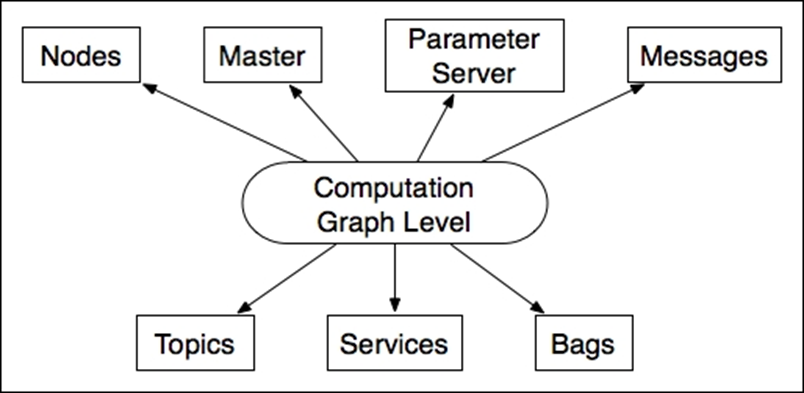 Nodes
Master
Parameter
Server
Messages
Computation
Graph Level
Topics
Services
Bags